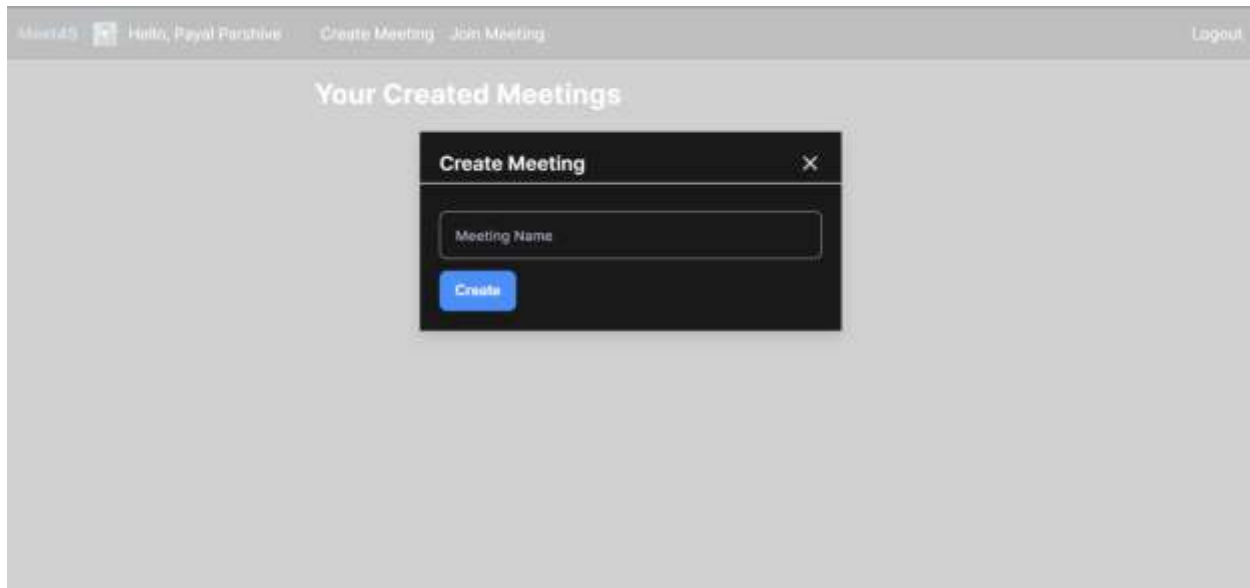 Meet45 Hello, Payal Parshive Create Meeting Join Meeting Logout
Your Created Meetings
Create Meeting
Meeting Name
Create